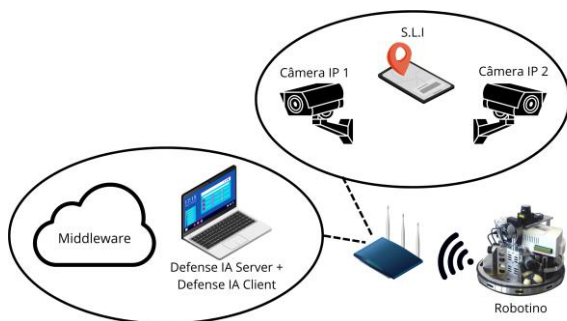 S.L.I
Câmera IP 1
Câmera IP 2
Middleware
Defense IA Server +
Defense IA Client
Robotino